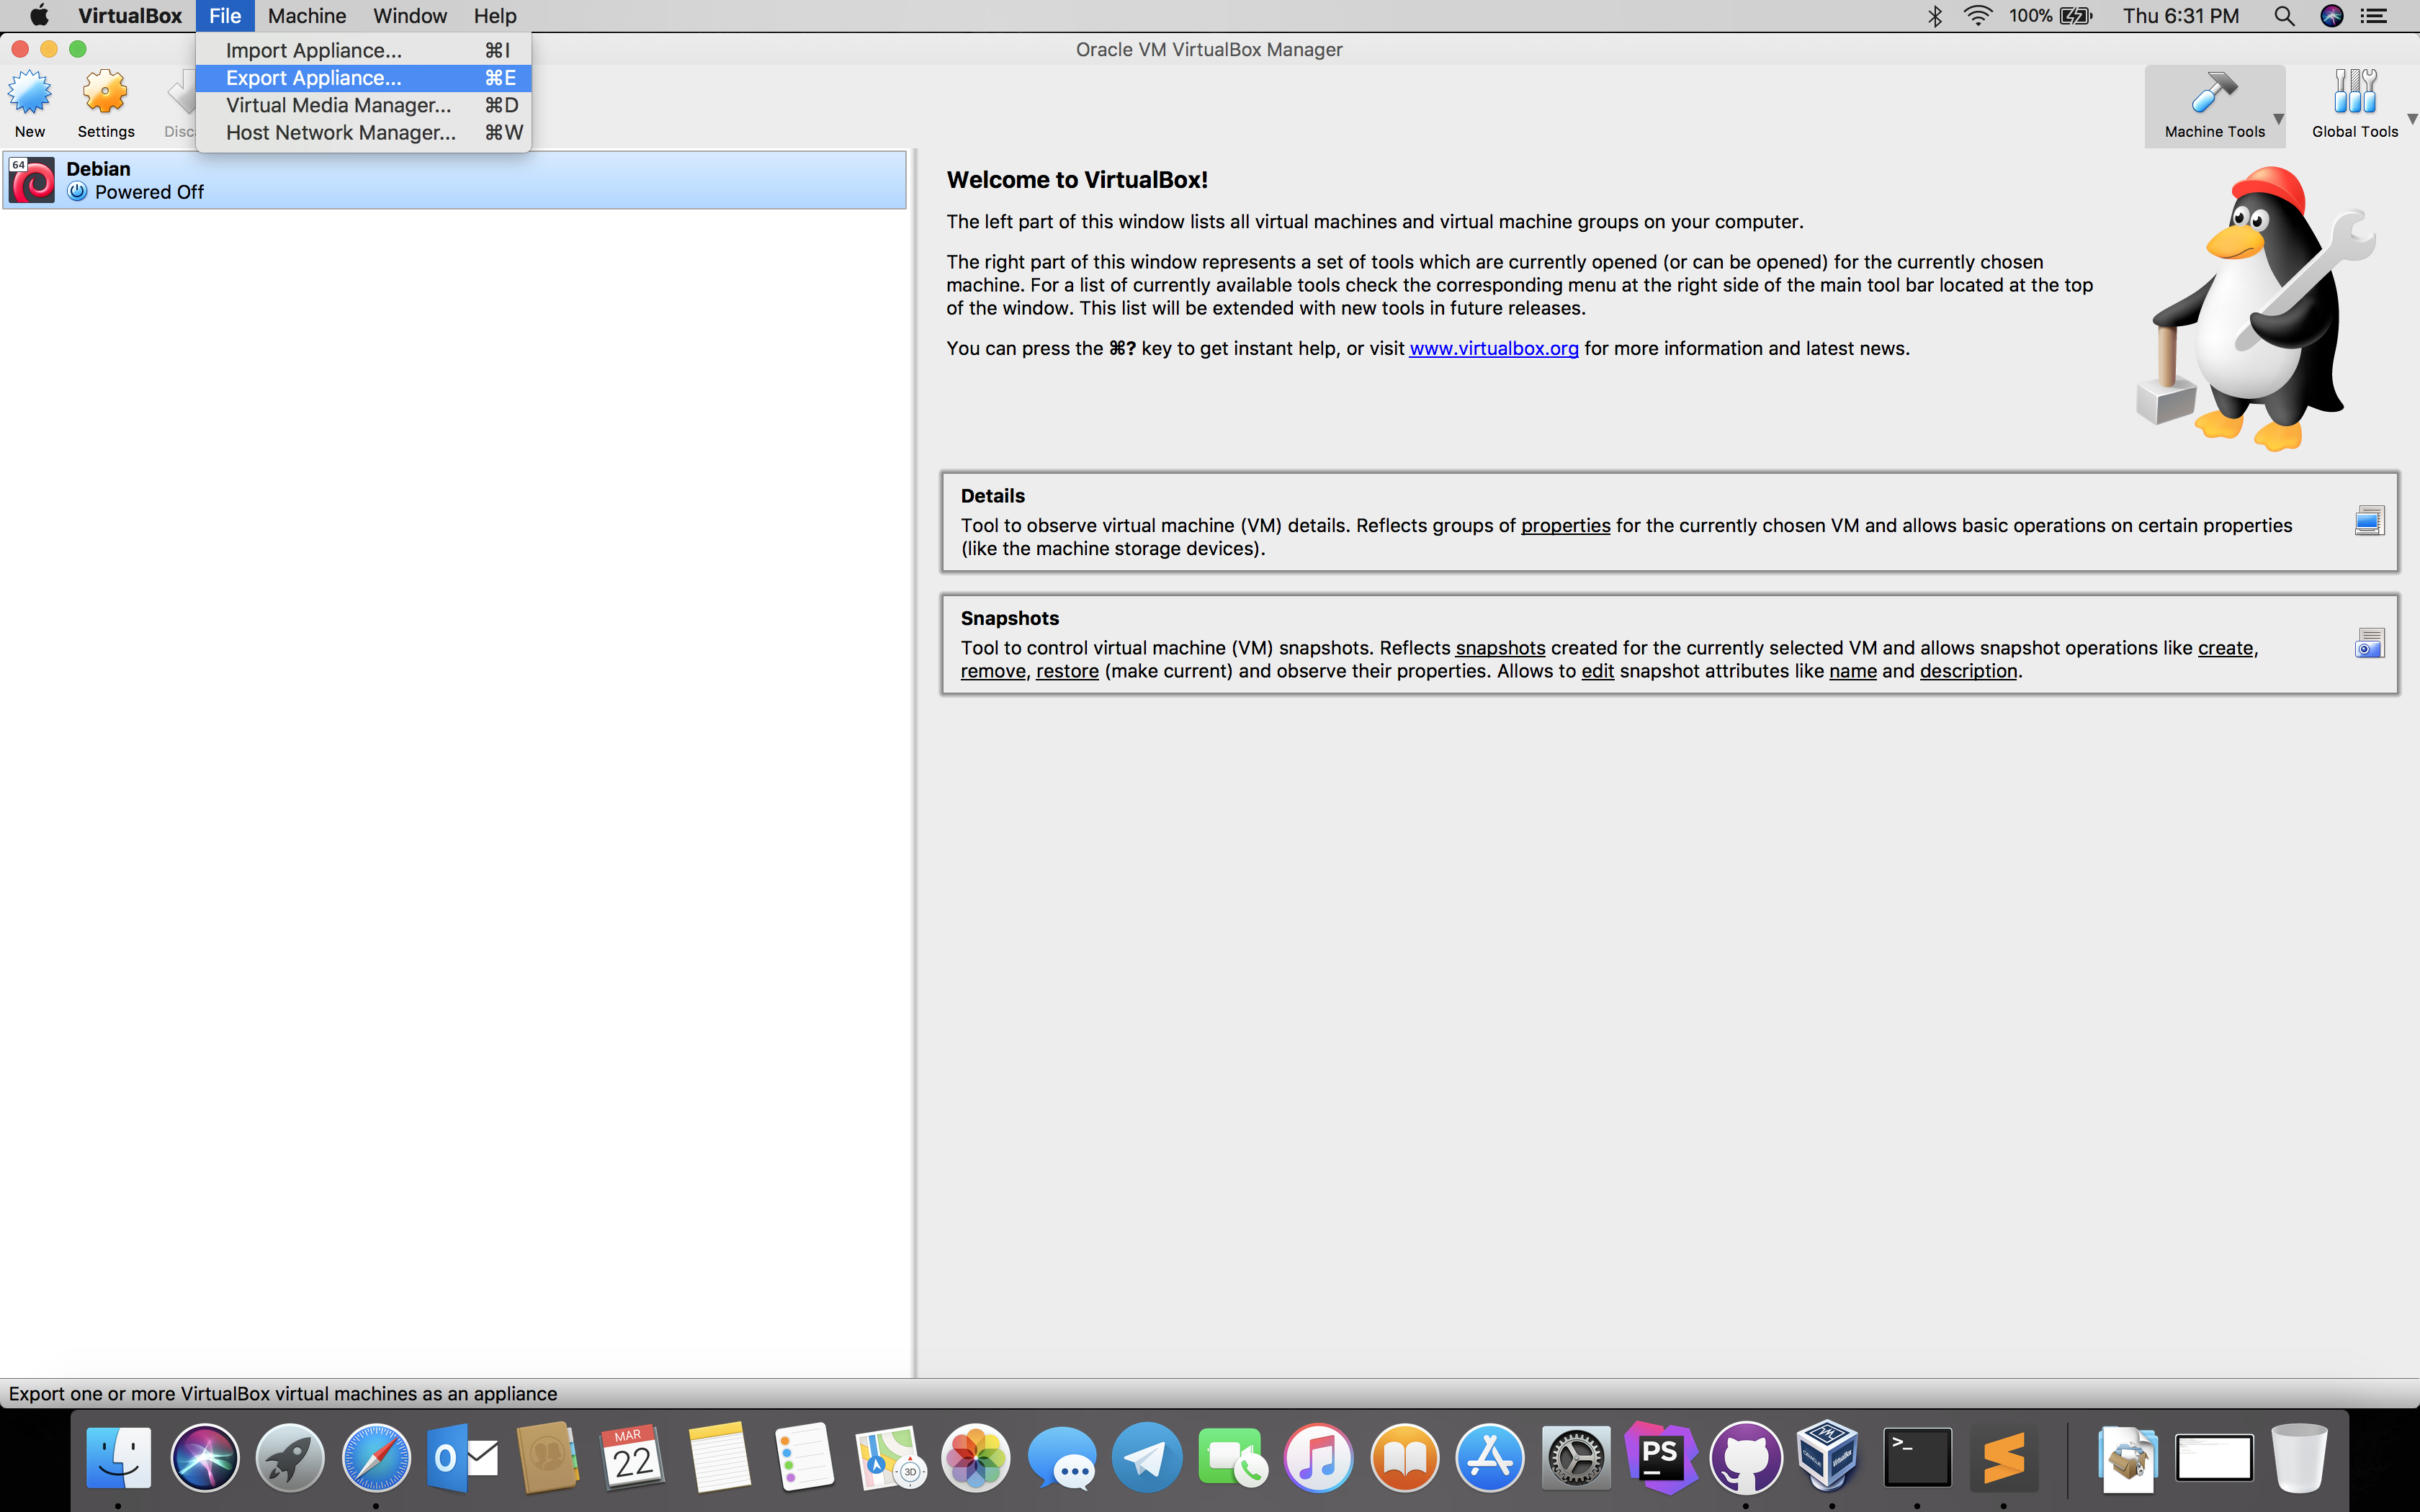 VirtualBox File Machine Window Help 100% Thu 6:31 PM
Oracle VM VirtualBox Manager
Import Appliance... ⌘I
Export Appliance... ⌘E
Virtual Media Manager... ⌘D
Host Network Manager... ⌘W
New Settings Disc Machine Tools Global Tools
64
Debian
Powered Off
Welcome to VirtualBox!
The left part of this window lists all virtual machines and virtual machine groups on your computer.
The right part of this window represents a set of tools which are currently opened (or can be opened) for the currently chosen
machine. For a list of currently available tools check the corresponding menu at the right side of the main tool bar located at the top
of the window. This list will be extended with new tools in future releases.
You can press the ⌘? key to get instant help, or visit www.virtualbox.org for more information and latest news.
Details
Tool to observe virtual machine (VM) details. Reflects groups of properties for the currently chosen VM and allows basic operations on certain properties
(like the machine storage devices).
Snapshots
Tool to control virtual machine (VM) snapshots. Reflects snapshots created for the currently selected VM and allows snapshot operations like create,
remove, restore (make current) and observe their properties. Allows to edit snapshot attributes like name and description.
Export one or more VirtualBox virtual machines as an appliance
MAR
22
3D
PS
>_